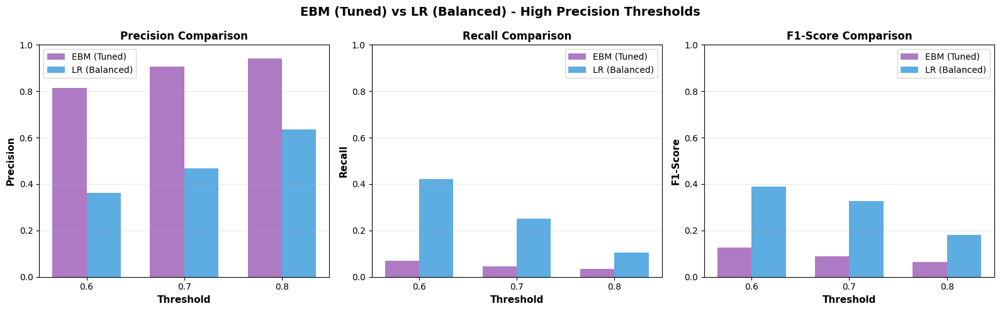 EBM (Tuned) vs LR (Balanced) - High Precision Thresholds
Precision Comparison
EBM (Tuned)
LR (Balanced)
1.0
0.8
0.6
0.4
0.2
0.0
Precision
0.6 0.7 0.8
Threshold
Recall Comparison
EBM (Tuned)
LR (Balanced)
1.0
0.8
0.6
0.4
0.2
0.0
Recall
0.6 0.7 0.8
Threshold
F1-Score Comparison
EBM (Tuned)
LR (Balanced)
1.0
0.8
0.6
0.4
0.2
0.0
F1-Score
0.6 0.7 0.8
Threshold